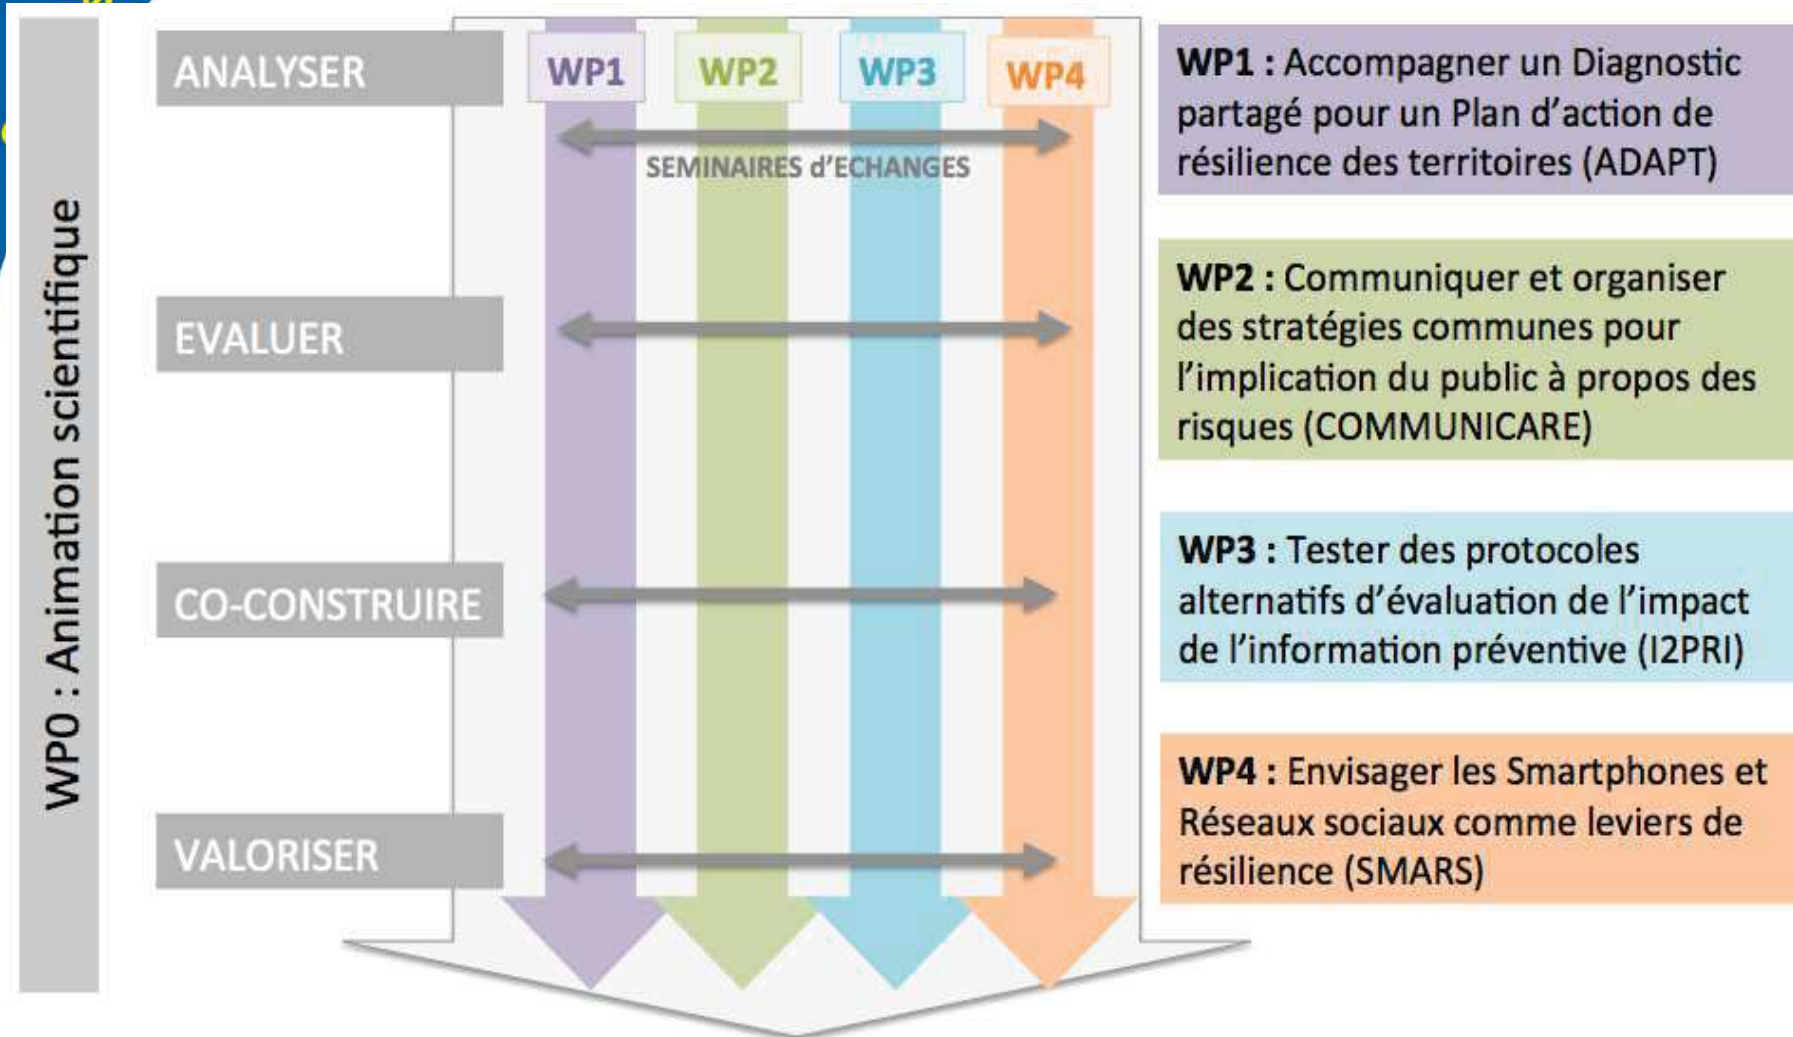 WP0 : Animation scientifique
ANALYSER
EVALUER
CO-CONSTRUIRE
VALORISER
WP1
WP2
WP3
WP4
SEMINAIRES d'ECHANGES
WP1 : Accompagner un Diagnostic
partagé pour un Plan d'action de
résilience des territoires (ADAPT)
WP2 : Communiquer et organiser
des stratégies communes pour
l'implication du public à propos des
risques (COMMUNICARE)
WP3 : Tester des protocoles
alternatifs d'évaluation de l'impact
de l'information préventive (I2PRI)
WP4 : Envisager les Smartphones et
Réseaux sociaux comme leviers de
résilience (SMARS)